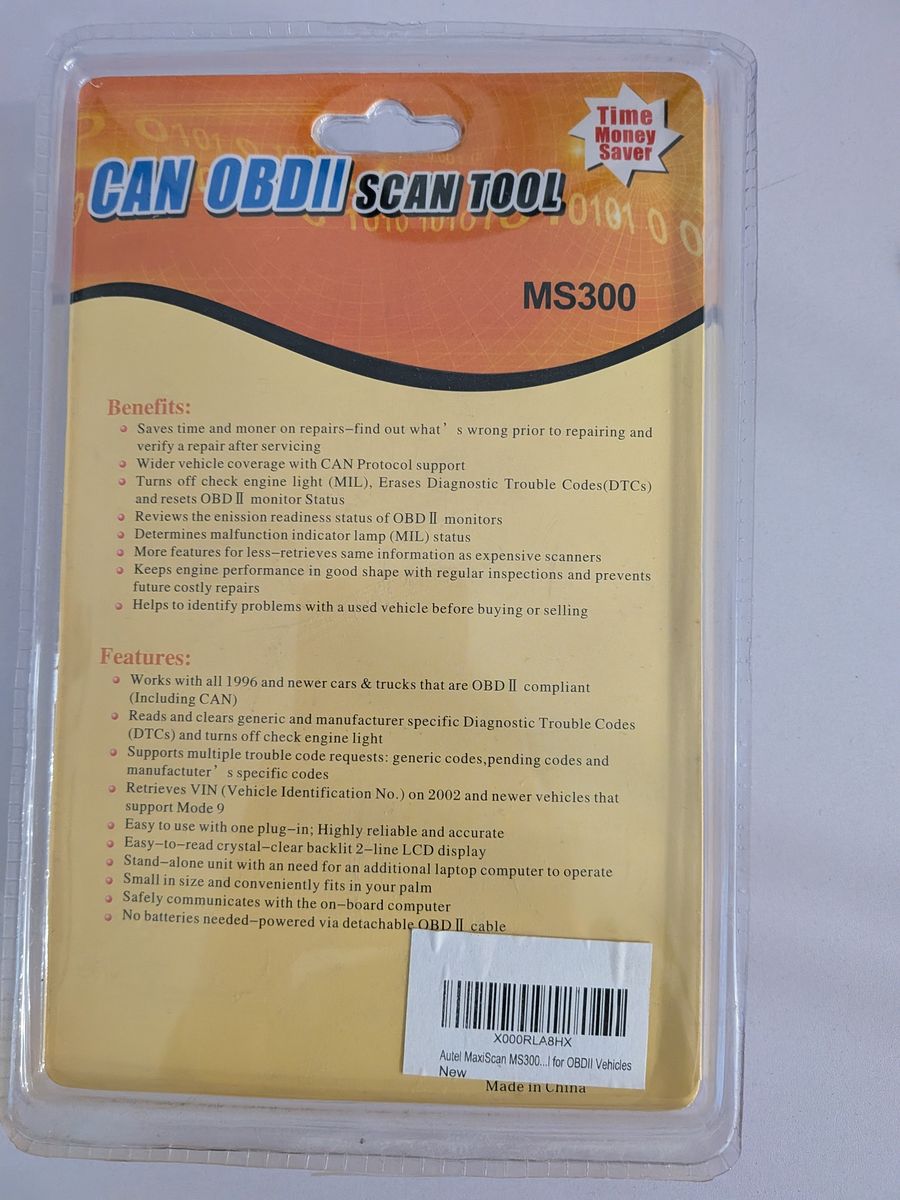 Time
Money
Saver
CAN OBDII SCAN TOOL
MS300
Benefits:
Saves time and moner on repairs-find out what's wrong prior to repairing and
verify a repair after servicing
Wider vehicle coverage with CAN Protocol support
Turns off check engine light (MIL), Erases Diagnostic Trouble Codes(DTCs)
and resets OBD II monitor Status
Reviews the enission readiness status of OBD II monitors
Determines malfunction indicator lamp (MIL) status
More features for less-retrieves same information as expensive scanners
Keeps engine performance in good shape with regular inspections and prevents
future costly repairs
Helps to identify problems with a used vehicle before buying or selling
Features:
Works with all 1996 and newer cars & trucks that are OBD II compliant
(Including CAN)
Reads and clears generic and manufacturer specific Diagnostic Trouble Codes
(DTCs) and turns off check engine light
Supports multiple trouble code requests: generic codes,pending codes and
manufactuter's specific codes
Retrieves VIN (Vehicle Identification No.) on 2002 and newer vehicles that
support Mode 9
Easy to use with one plug-in; Highly reliable and accurate
Easy-to-read crystal-clear backlit 2-line LCD display
Stand-alone unit with an need for an additional laptop computer to operate
Small in size and conveniently fits in your palm
Safely communicates with the on-board computer
No batteries needed-powered via detachable OBD II cable
X000RLA8HX
Autel MaxiScan MS300...l for OBDII Vehicles
New
Made in China